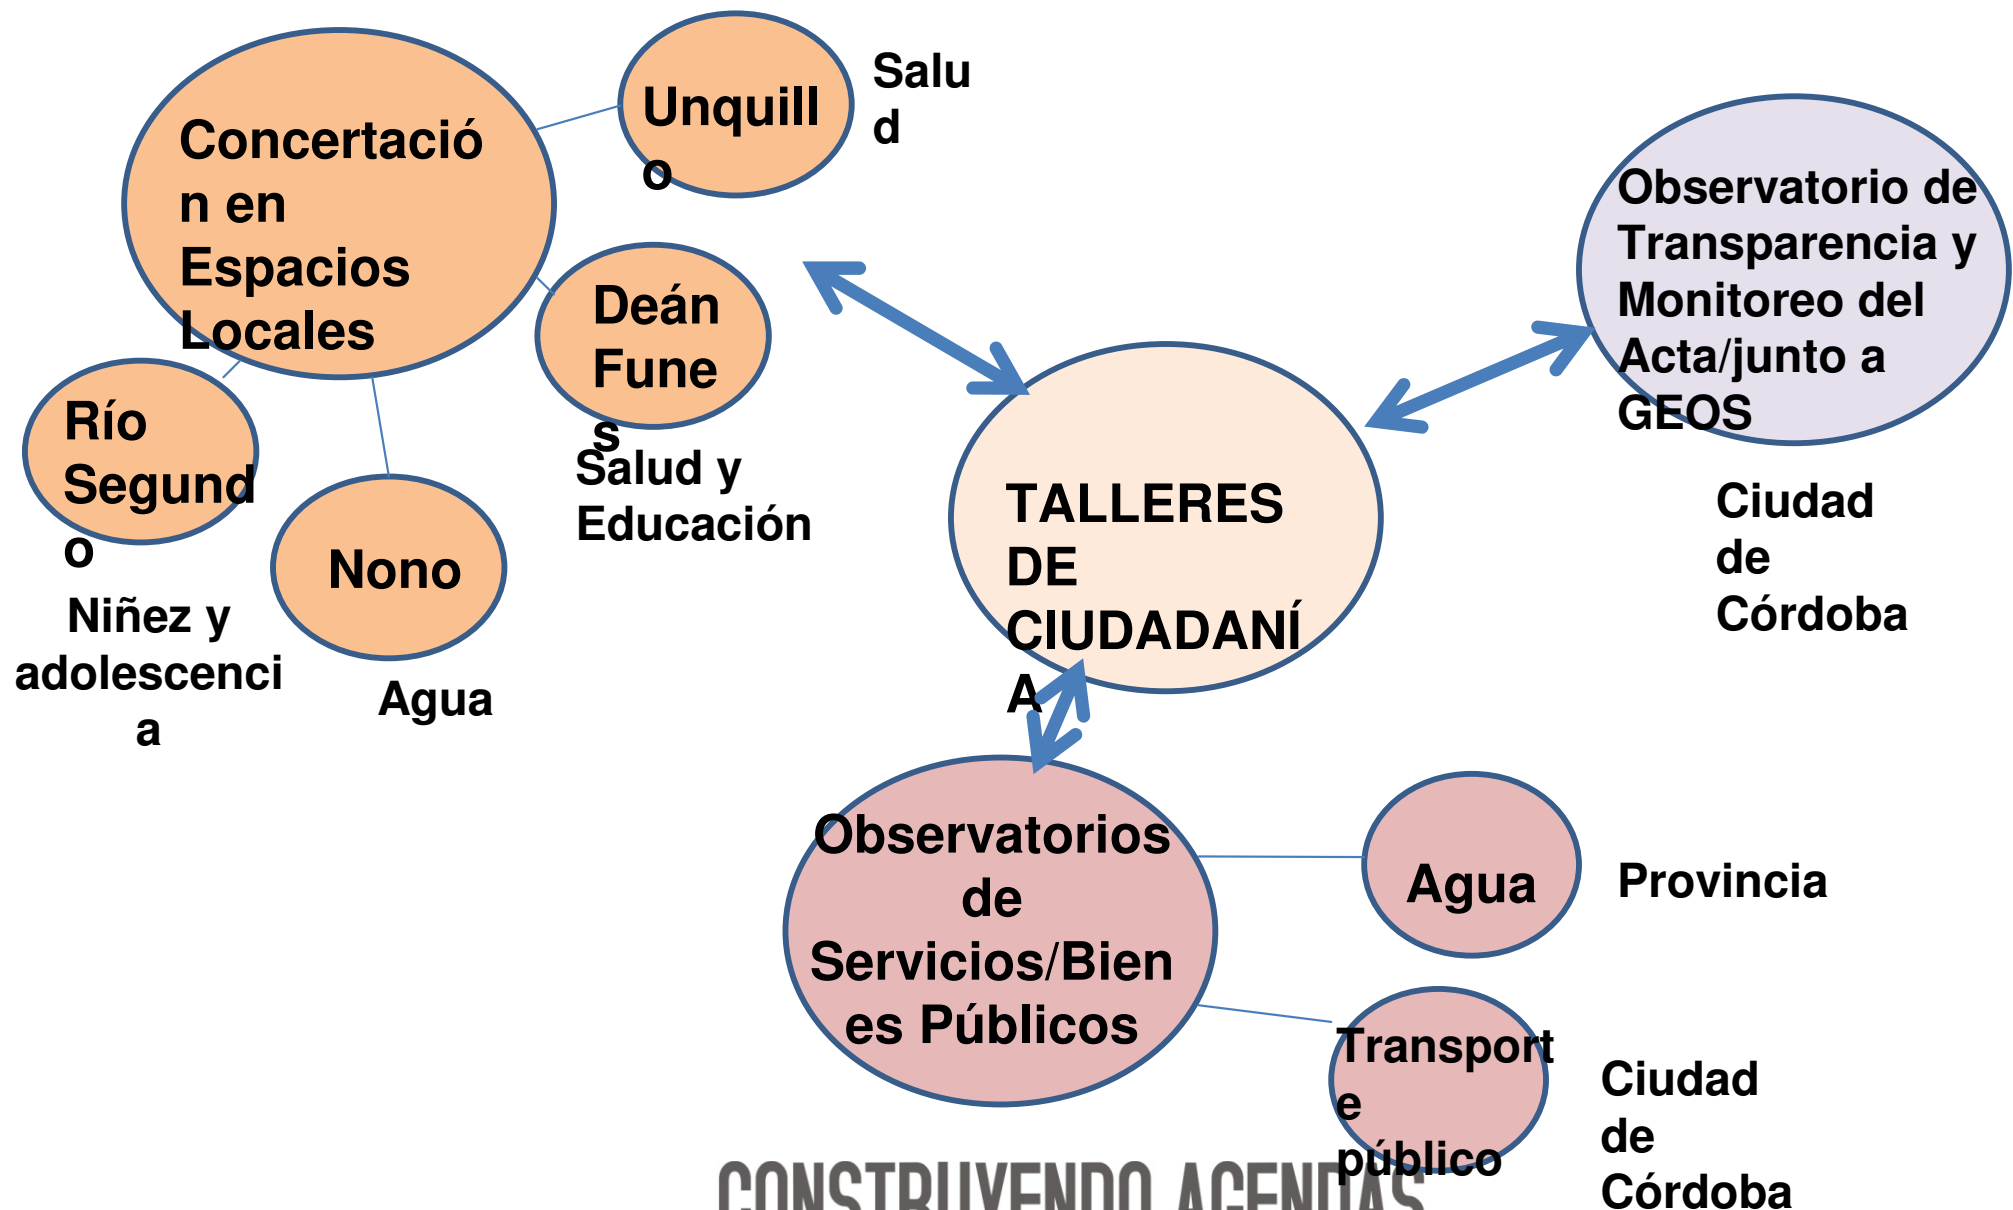 Concertació
n en
Espacios
Locales
Unquill
o
Salu
d
Deán
Fune
s
Salud y
Educación
Río
Segund
o
Niñez y
adolescenci
a
Nono
Agua
TALLERES
DE
CIUDADANÍ
A
Observatorio de
Transparencia y
Monitoreo del
Acta/junto a
GEOS
Ciudad
de
Córdoba
Observatorios
de
Servicios/Bien
es Públicos
Agua
Provincia
Transport
e
público
Ciudad
de
Córdoba
CONSTRUYENDO AGENDAS